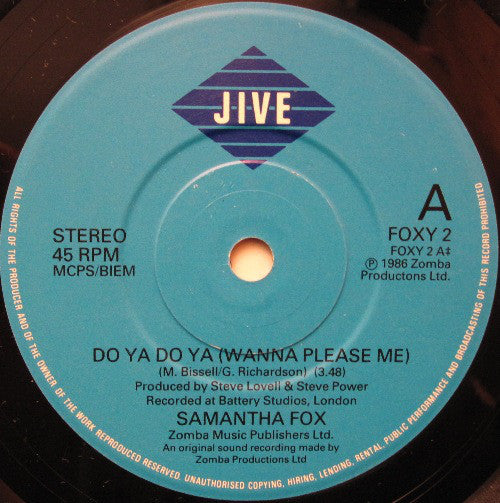 JIVE
A
STEREO
45 RPM
MCPS/BIEM
FOXY 2
FOXY 2 A‡
℗ 1986 Zomba
Productons Ltd.
DO YA DO YA (WANNA PLEASE ME)
(M. Bissell/G. Richardson) (3.48)
Produced by Steve Lovell & Steve Power
Recorded at Battery Studios, London
SAMANTHA FOX
Zomba Music Publishers Ltd.
An original sound recording made by
Zomba Productions Ltd
ALL RIGHTS OF THE PRODUCER AND OF THE OWNER OF THE WORK REPRODUCED RESERVED. UNAUTHORISED COPYING, HIRING, LENDING, RENTAL, PUBLIC PERFORMANCE AND BROADCASTING OF THIS RECORD PROHIBITED